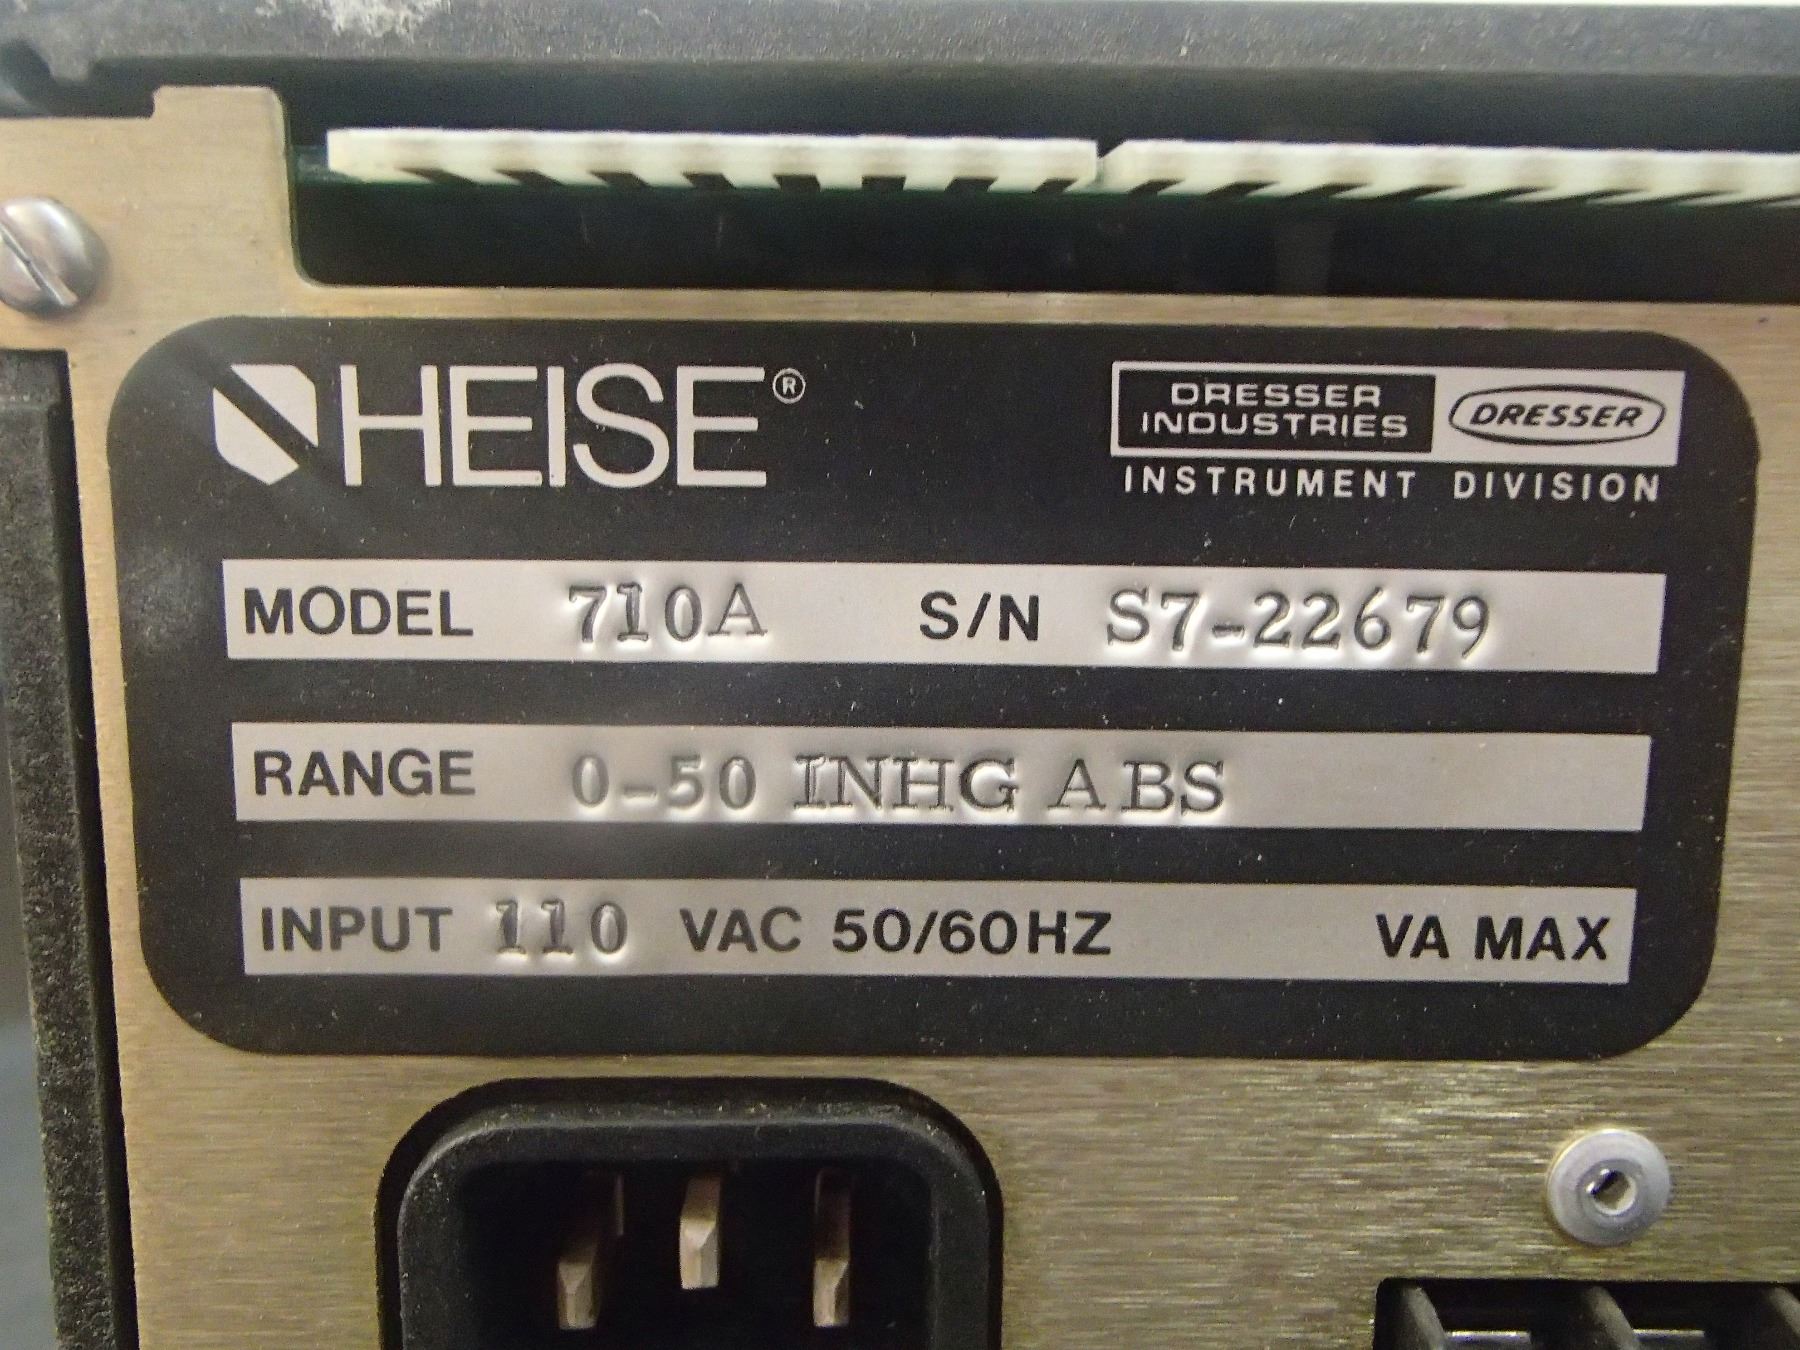 HEISE®
DRESSER INDUSTRIES
DRESSER
INSTRUMENT DIVISION
MODEL 710A S/N S7-22679
RANGE 0-50 INHG ABS
INPUT 110 VAC 50/60HZ VA MAX